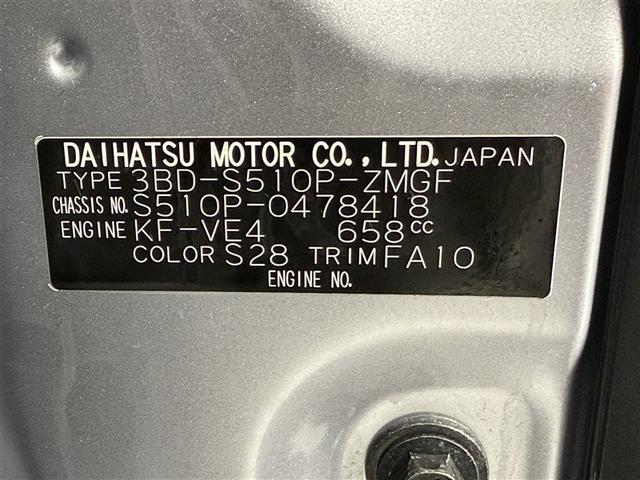 DAIHATSU MOTOR CO., LTD. JAPAN
TYPE 3BD-S510P-ZMGF
CHASSIS NO. S510P-0478418
ENGINE KF-VE4 658cc
COLOR S28 TRIM FA10
ENGINE NO.